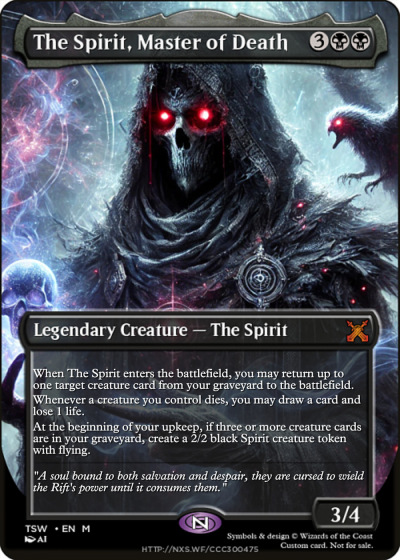 The Spirit, Master of Death 3
Legendary Creature — The Spirit
When The Spirit enters the battlefield, you may return up to
one target creature card from your graveyard to the battlefield.
Whenever a creature you control dies, you may draw a card and
lose 1 life.
At the beginning of your upkeep, if three or more creature cards
are in your graveyard, create a 2/2 black Spirit creature token
with flying.
"A soul bound to both salvation and despair, they are cursed to wield
the Rift's power until it consumes them."
3/4
TSW • EN M
AI
N
Symbols & design © Wizards of the Coast
Custom card. Not for sale.
HTTP://NXS.WF/CCC300475